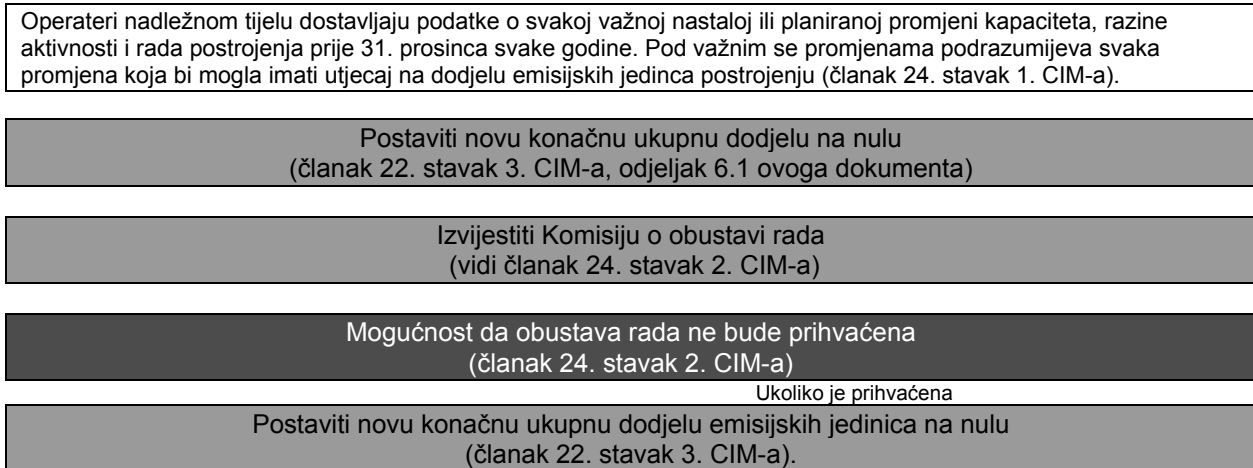 Operateri nadležnom tijelu dostavljaju podatke o svakoj važnoj nastaloj ili planiranoj promjeni kapaciteta, razine
aktivnosti i rada postrojenja prije 31. prosinca svake godine. Pod važnim se promjenama podrazumijeva svaka
promjena koja bi mogla imati utjecaj na dodjelu emisijskih jedinca postrojenju (članak 24. stavak 1. CIM-a).
Postaviti novu konačnu ukupnu dodjelu na nulu
(članak 22. stavak 3. CIM-a, odjeljak 6.1 ovoga dokumenta)
Izvijestiti Komisiju o obustavi rada
(vidi članak 24. stavak 2. CIM-a)
Mogućnost da obustava rada ne bude prihvaćena
(članak 24. stavak 2. CIM-a)
Ukoliko je prihvaćena
Postaviti novu konačnu ukupnu dodjelu emisijskih jedinica na nulu
(članak 22. stavak 3. CIM-a).